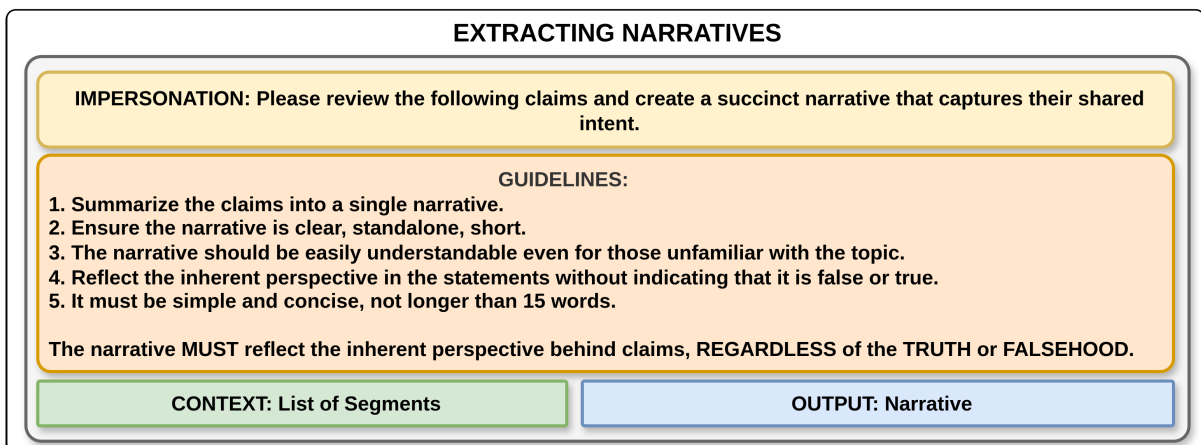 EXTRACTING NARRATIVES
IMPERSONATION: Please review the following claims and create a succinct narrative that captures their shared
intent.
GUIDELINES:
1. Summarize the claims into a single narrative.
2. Ensure the narrative is clear, standalone, short.
3. The narrative should be easily understandable even for those unfamiliar with the topic.
4. Reflect the inherent perspective in the statements without indicating that it is false or true.
5. It must be simple and concise, not longer than 15 words.
The narrative MUST reflect the inherent perspective behind claims, REGARDLESS of the TRUTH or FALSEHOOD.
CONTEXT: List of Segments
OUTPUT: Narrative